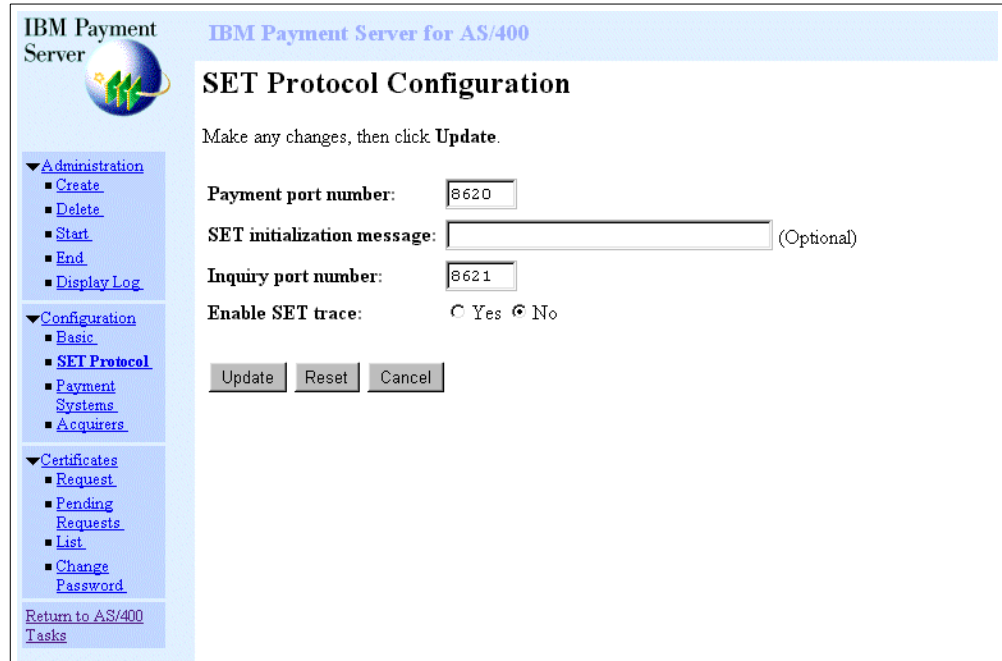 IBM Payment
Server
IBM Payment Server for AS/400
SET Protocol Configuration
Make any changes, then click Update.
Payment port number: 8620
SET initialization message: (Optional)
Inquiry port number: 8621
Enable SET trace: Yes No
Update Reset Cancel
Administration
Create
Delete
Start
End
Display Log
Configuration
Basic
SET Protocol
Payment
Systems
Acquirers
Certificates
Request
Pending
Requests
List
Change
Password
Return to AS/400
Tasks